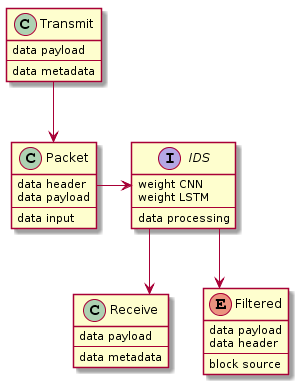 C Transmit
data payload
data metadata
C Packet
data header
data payload
data input
I IDS
weight CNN
weight LSTM
data processing
C Receive
data payload
data metadata
E Filtered
data payload
data header
block source